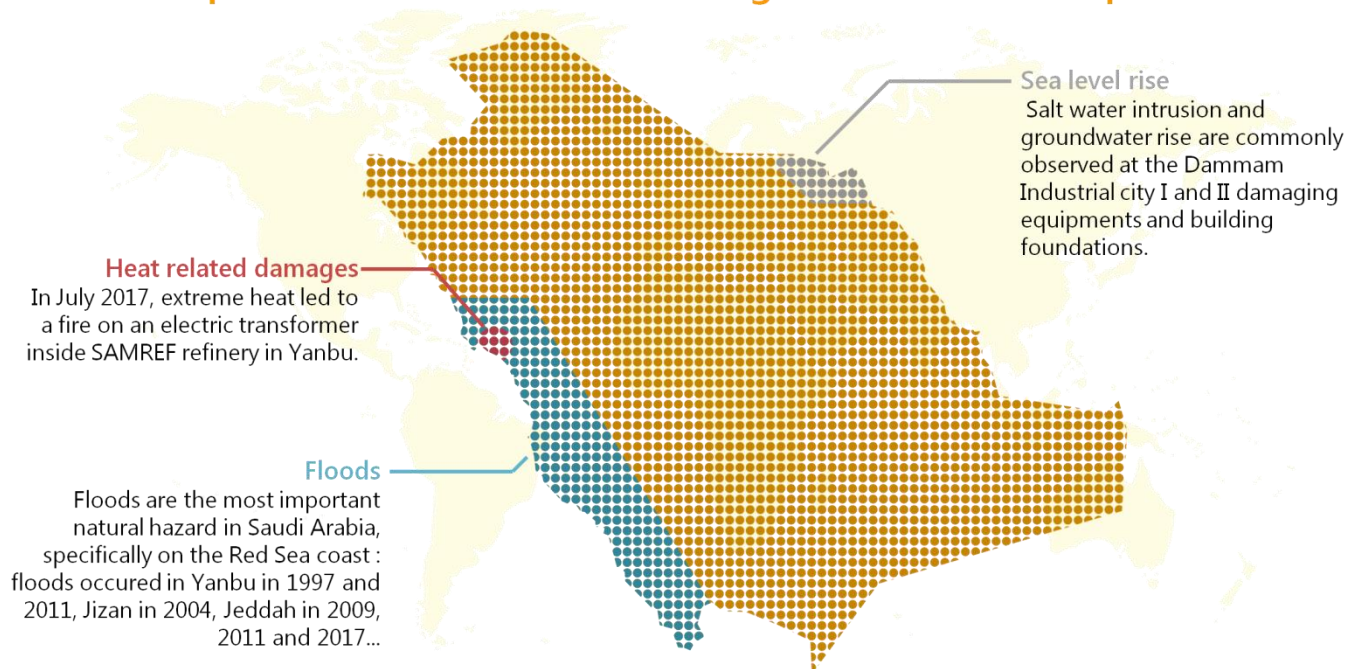 Sea level rise
Salt water intrusion and
groundwater rise are commonly
observed at the Dammam
Industrial city I and II damaging
equipments and building
foundations.
Heat related damages
In July 2017, extreme heat led to
a fire on an electric transformer
inside SAMREF refinery in Yanbu.
Floods
Floods are the most important
natural hazard in Saudi Arabia,
specifically on the Red Sea coast :
floods occured in Yanbu in 1997 and
2011, Jizan in 2004, Jeddah in 2009,
2011 and 2017...